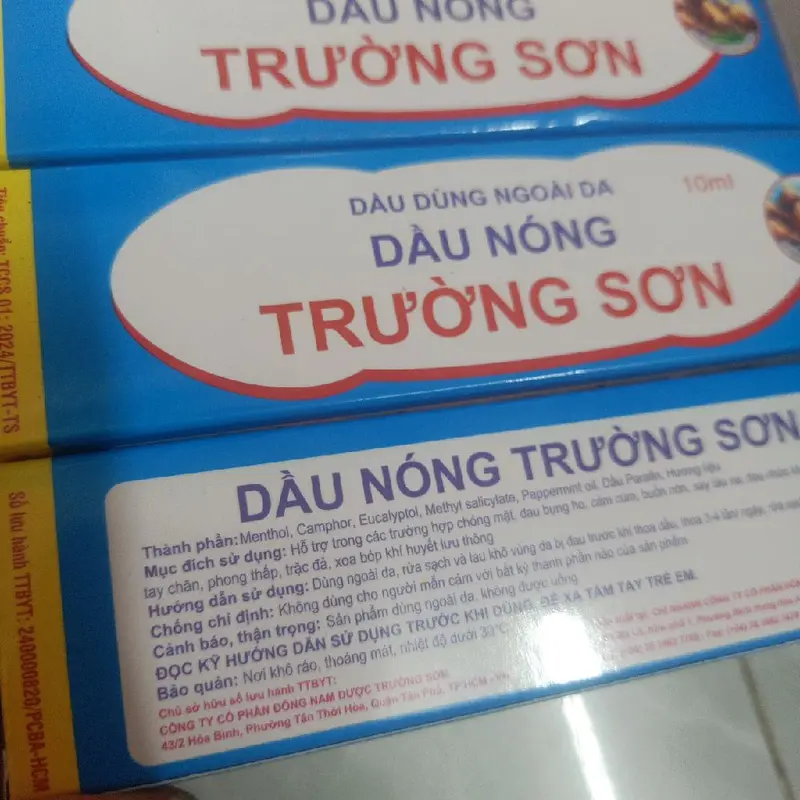 DẦU NÓNG
TRƯỜNG SƠN
DẦU DÙNG NGOÀI DA
10ml
DẦU NÓNG
TRƯỜNG SƠN
Tiêu chuẩn: TCCS 01: 2024/TTBYT-TS
Số lưu hành TTBYT: 240000828/PCBA-HCM
DẦU NÓNG TRƯỜNG SƠN
Thành phần: Menthol, Camphor, Eucalyptol, Methyl salicylate, Peppermint oil, Dầu Parafin, Hương liệu
Mục đích sử dụng: Hỗ trợ trong các trường hợp chóng mặt, đau bụng ho, cảm cúm, buồn nôn, say tàu xe, đau nhức
tay chân, phong thấp, trặc đả, xoa bóp khí huyết lưu thông
Hướng dẫn sử dụng: Dùng ngoài da, rửa sạch và lau khô vùng da bị đau trước khi thoa dầu, thoa 3-4 lần/ ngày
Chống chỉ định: Không dùng cho người mẫn cảm với bất kỳ thành phần nào của sản phẩm
Cảnh báo, thận trọng: Sản phẩm dùng ngoài da, không được uống
ĐỌC KỸ HƯỚNG DẪN SỬ DỤNG TRƯỚC KHI DÙNG, ĐỂ XA TẦM TAY TRẺ EM.
Bảo quản: Nơi khô ráo, thoáng mát, nhiệt độ dưới 30°C
Chủ sở hữu số lưu hành TTBYT:
CÔNG TY CỔ PHẦN ĐÔNG NAM DƯỢC TRƯỜNG SƠN
43/2 Hòa Bình, Phường Tân Thới Hòa, Quận Tân Phú, TP.HCM